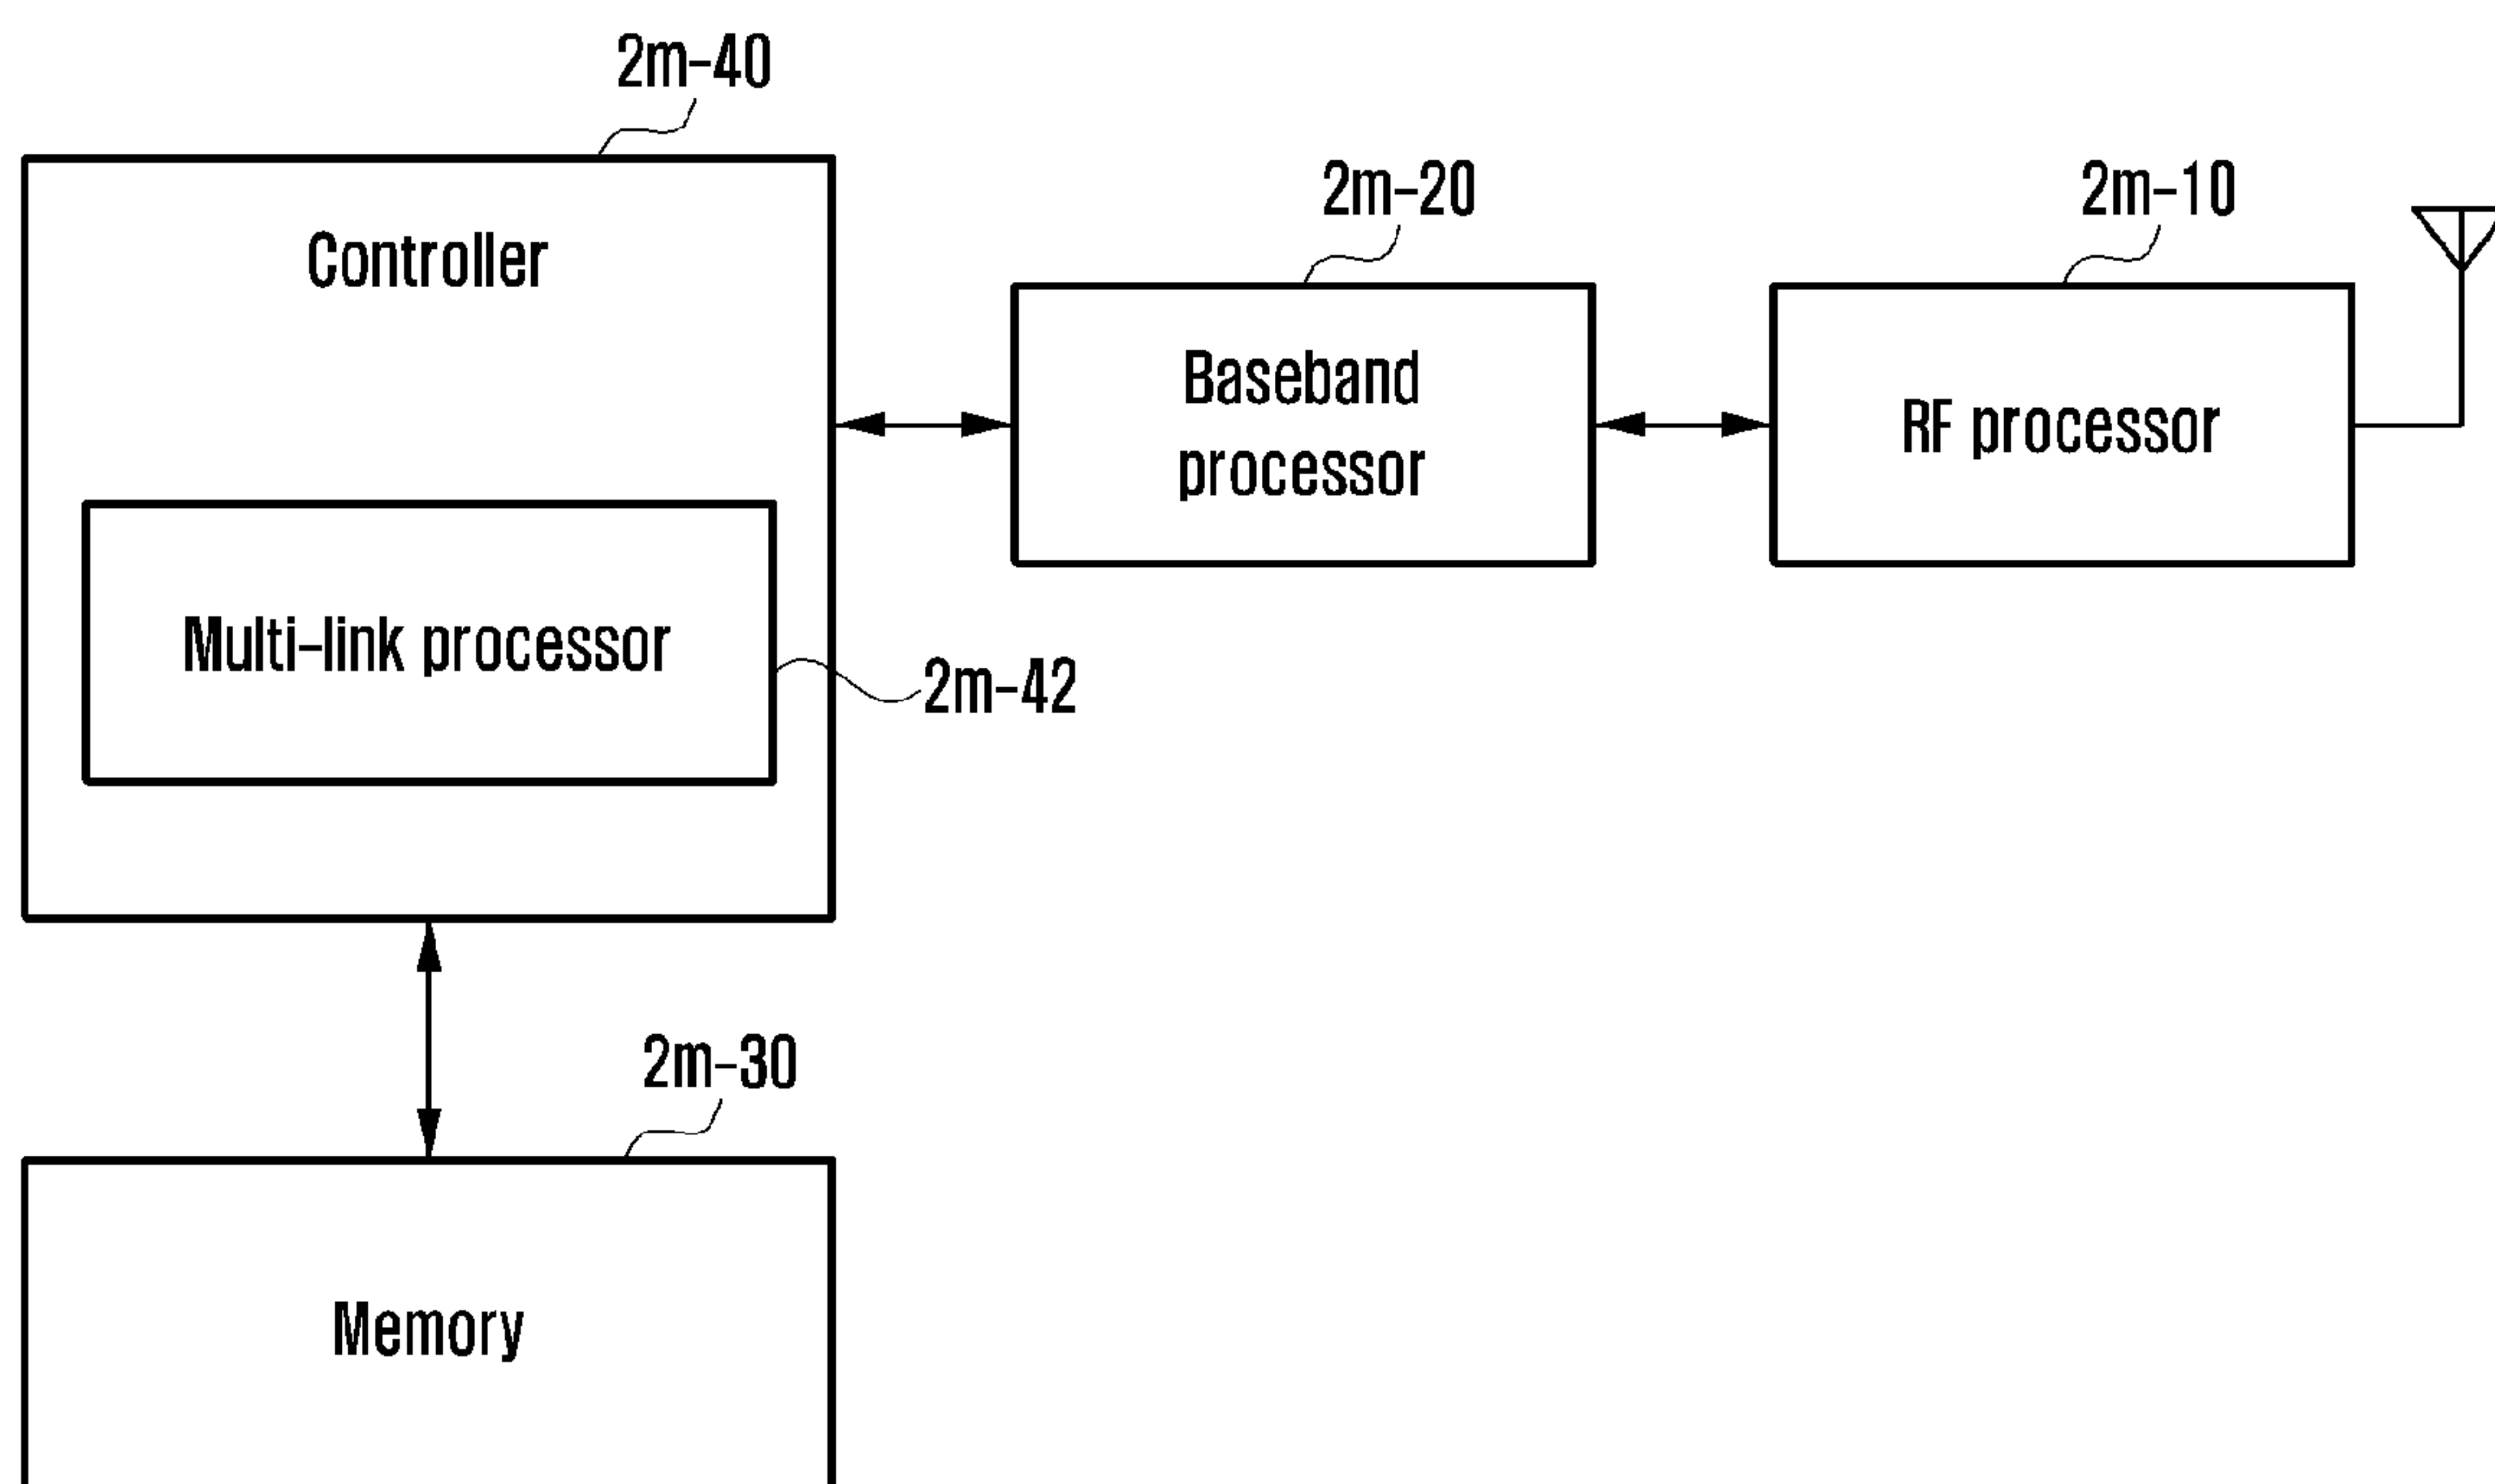 2m-40
Controller
2m-20
Baseband
processor
2m-10
RF processor
Multi-link processor
2m-42
2m-30
Memory